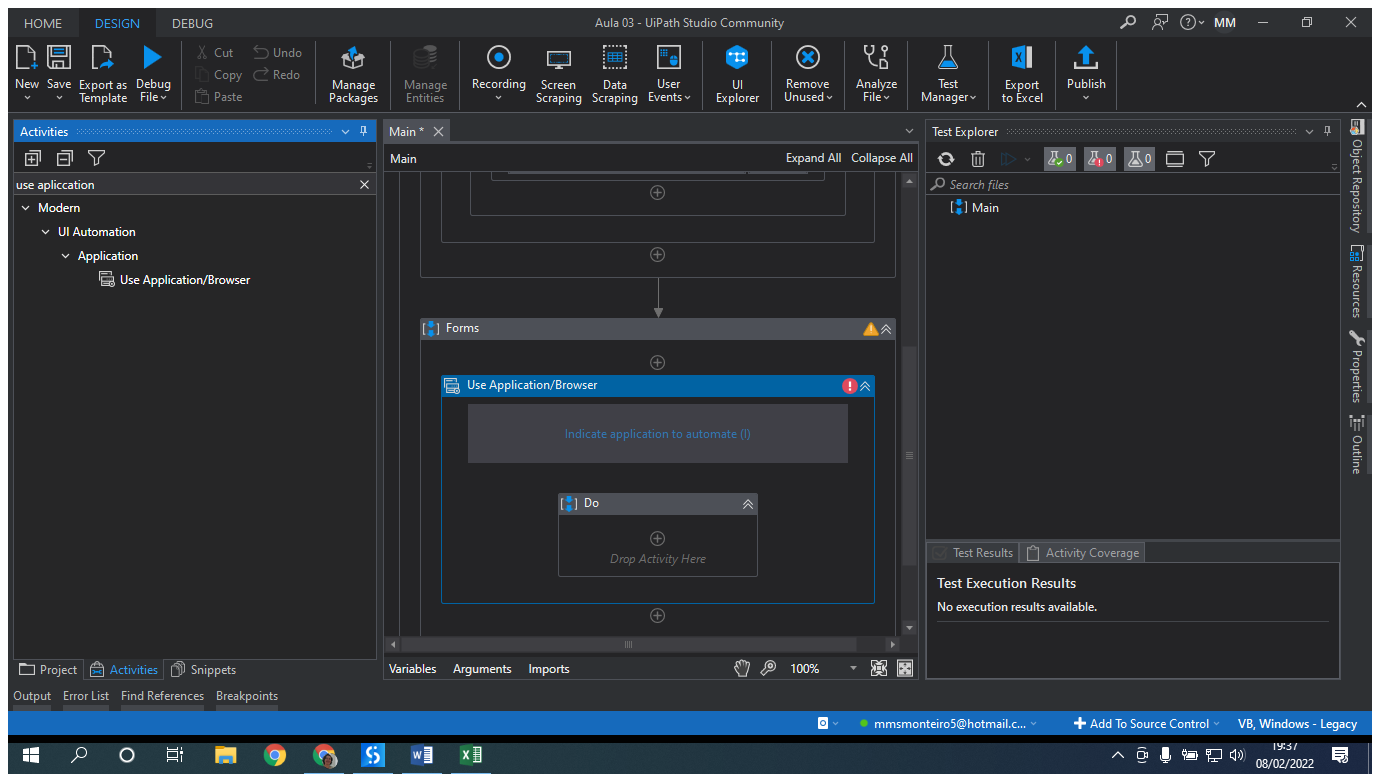 HOME DESIGN DEBUG
Aula 03 - UiPath Studio Community
MM
New
Save
Export as Template
Debug File
Cut
Copy
Paste
Undo
Redo
Manage Packages
Manage Entities
Recording
Screen Scraping
Data Scraping
User Events
UI Explorer
Remove Unused
Analyze File
Test Manager
Export to Excel
Publish
Activities
use apliccation
Modern
UI Automation
Application
Use Application/Browser
Project Activities Snippets
Main *
Main
Expand All Collapse All
Forms
Use Application/Browser
Indicate application to automate (I)
Do
Drop Activity Here
Variables Arguments Imports
100%
Test Explorer
0 0 0
Search files
Main
Test Results Activity Coverage
Test Execution Results
No execution results available.
Object Repository
Resources
Properties
Outline
Output Error List Find References Breakpoints
mmsmonteiro5@hotmail.c...
Add To Source Control
VB, Windows - Legacy
19:37
08/02/2022